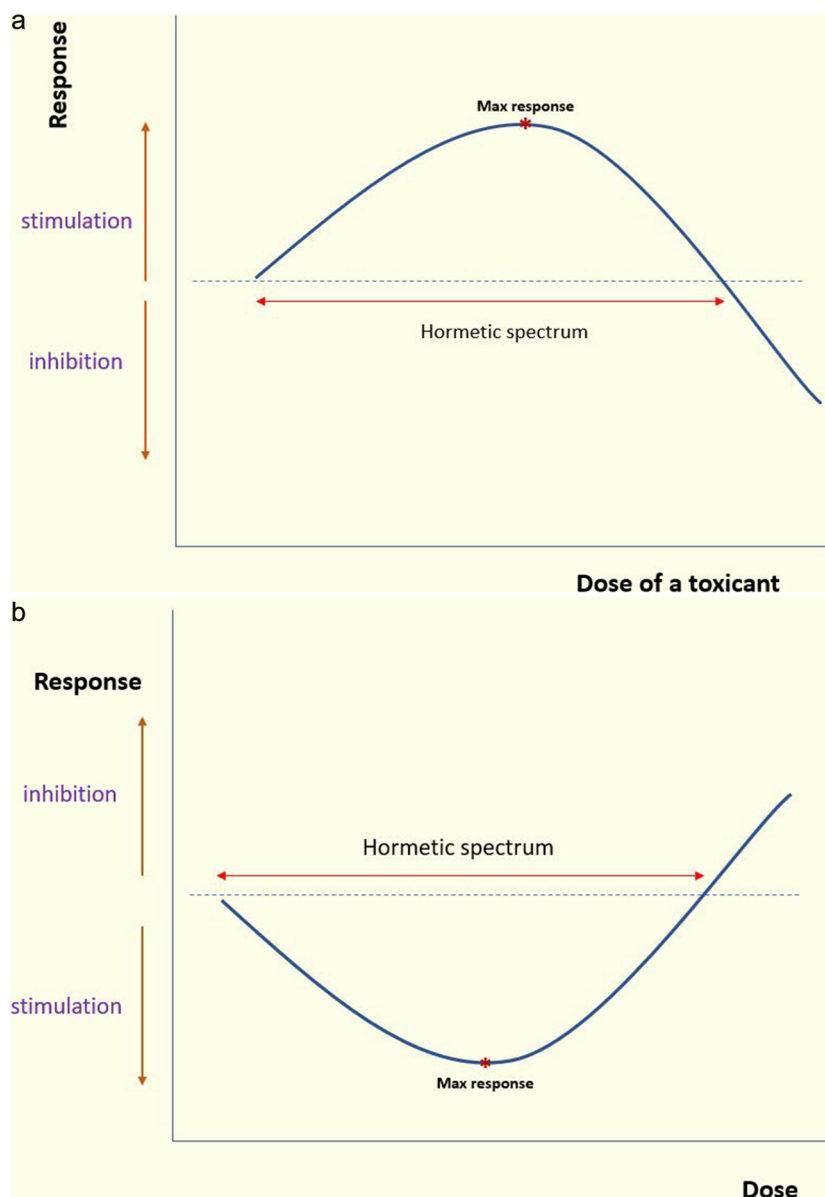 a
Response
Max response
stimulation
Hormetic spectrum
inhibition
Dose of a toxicant
b
Response
inhibition
Hormetic spectrum
stimulation
Max response
Dose